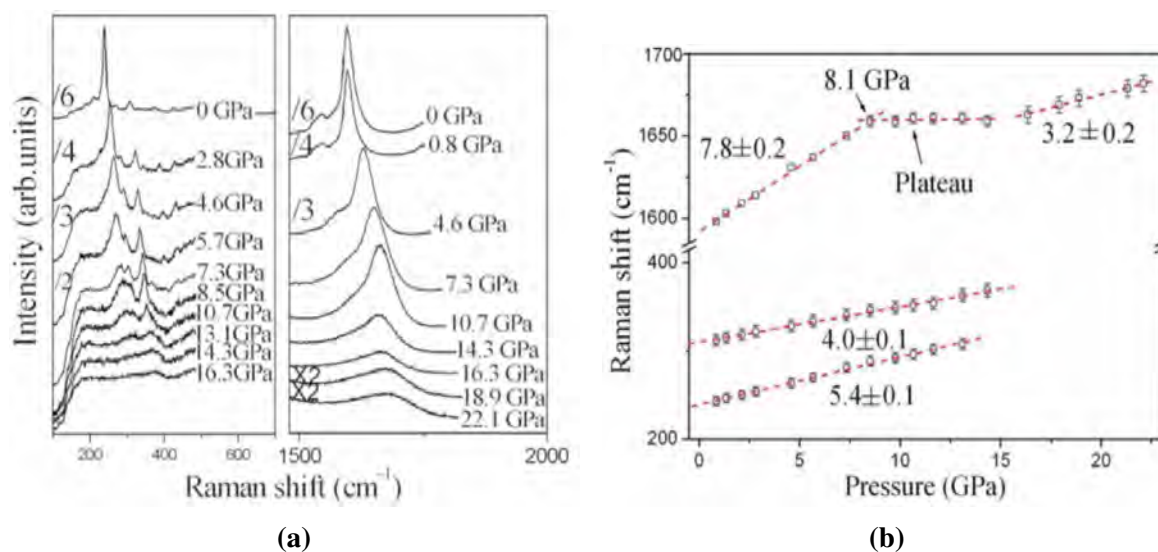 Intensity (arb.units)
/6
0 GPa
/4
2.8GPa
/3
4.6GPa
5.7GPa
/2
7.3GPa
8.5GPa
10.7GPa
13.1GPa
14.3GPa
16.3GPa
200 400 600
/6
0 GPa
/4
0.8 GPa
/3
4.6 GPa
7.3 GPa
10.7 GPa
14.3 GPa
16.3 GPa
X2
18.9 GPa
X2
22.1 GPa
1500 2000
Raman shift (cm⁻¹)
(a)
Raman shift (cm⁻¹)
1700
1650
1600
400
200
8.1 GPa
7.8±0.2
Plateau
3.2±0.2
4.0±0.1
5.4±0.1
0 5 10 15 20
Pressure (GPa)
(b)